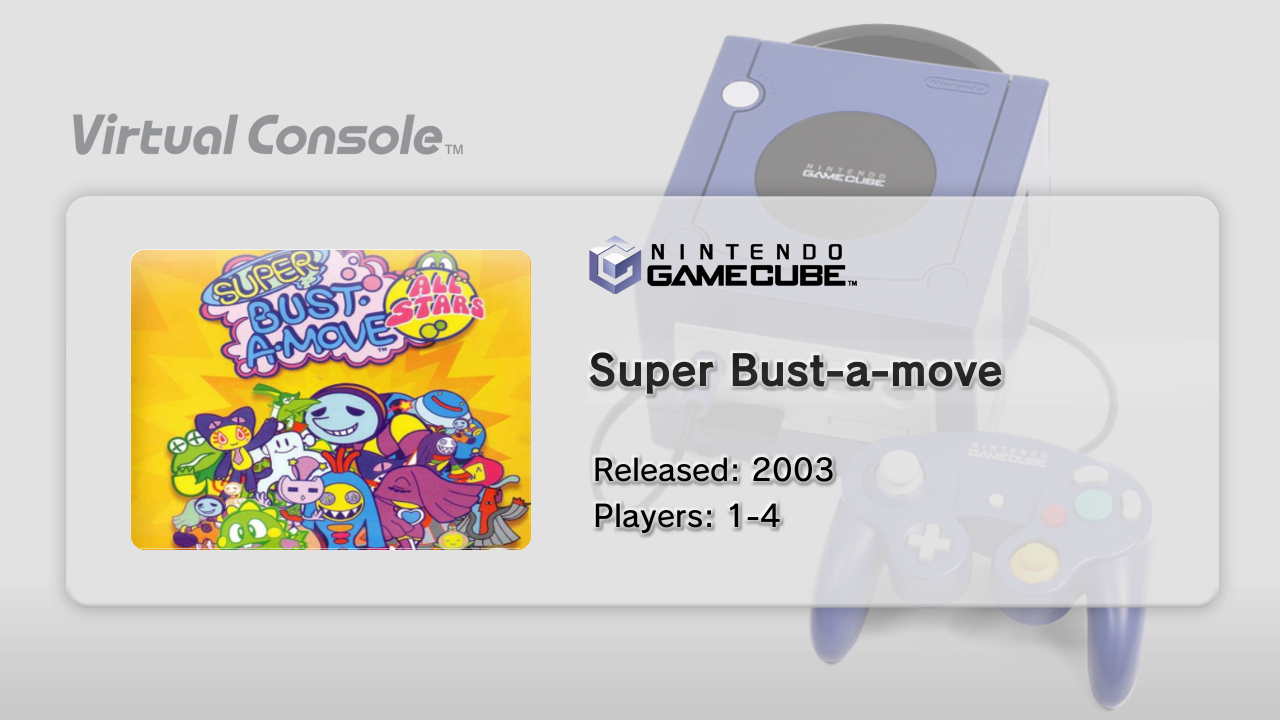 Nintendo
Virtual Console™
NINTENDO
GAMECUBE
SUPER
BUST-
A-MOVE™
ALL
STARS
NINTENDO
GAMECUBE™
Super Bust-a-move
Released: 2003
Players: 1-4
NINTENDO
GAMECUBE